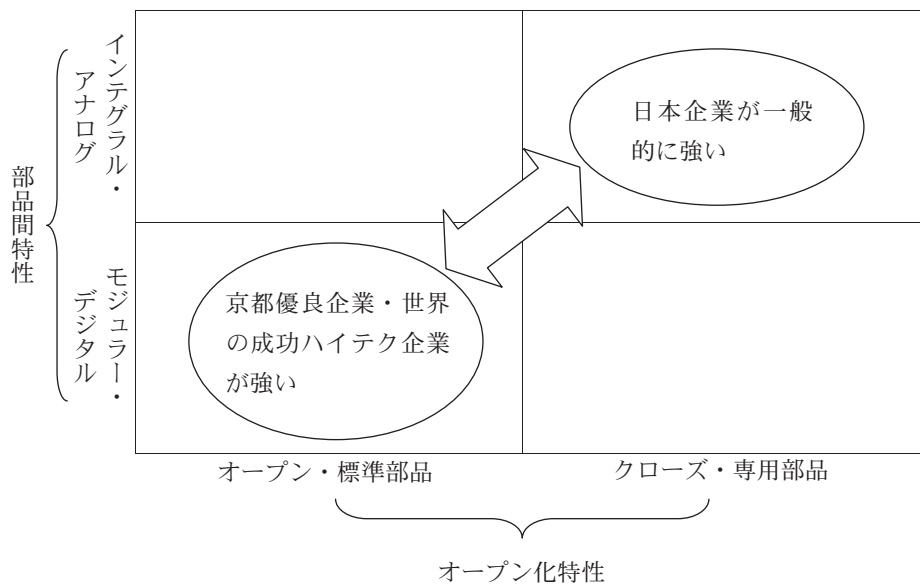 部品間特性
インテグラル・
アナログ
モジュラー・
デジタル
日本企業が一般
的に強い
京都優良企業・世界
の成功ハイテク企業
が強い
オープン・標準部品
クローズ・専用部品
オープン化特性